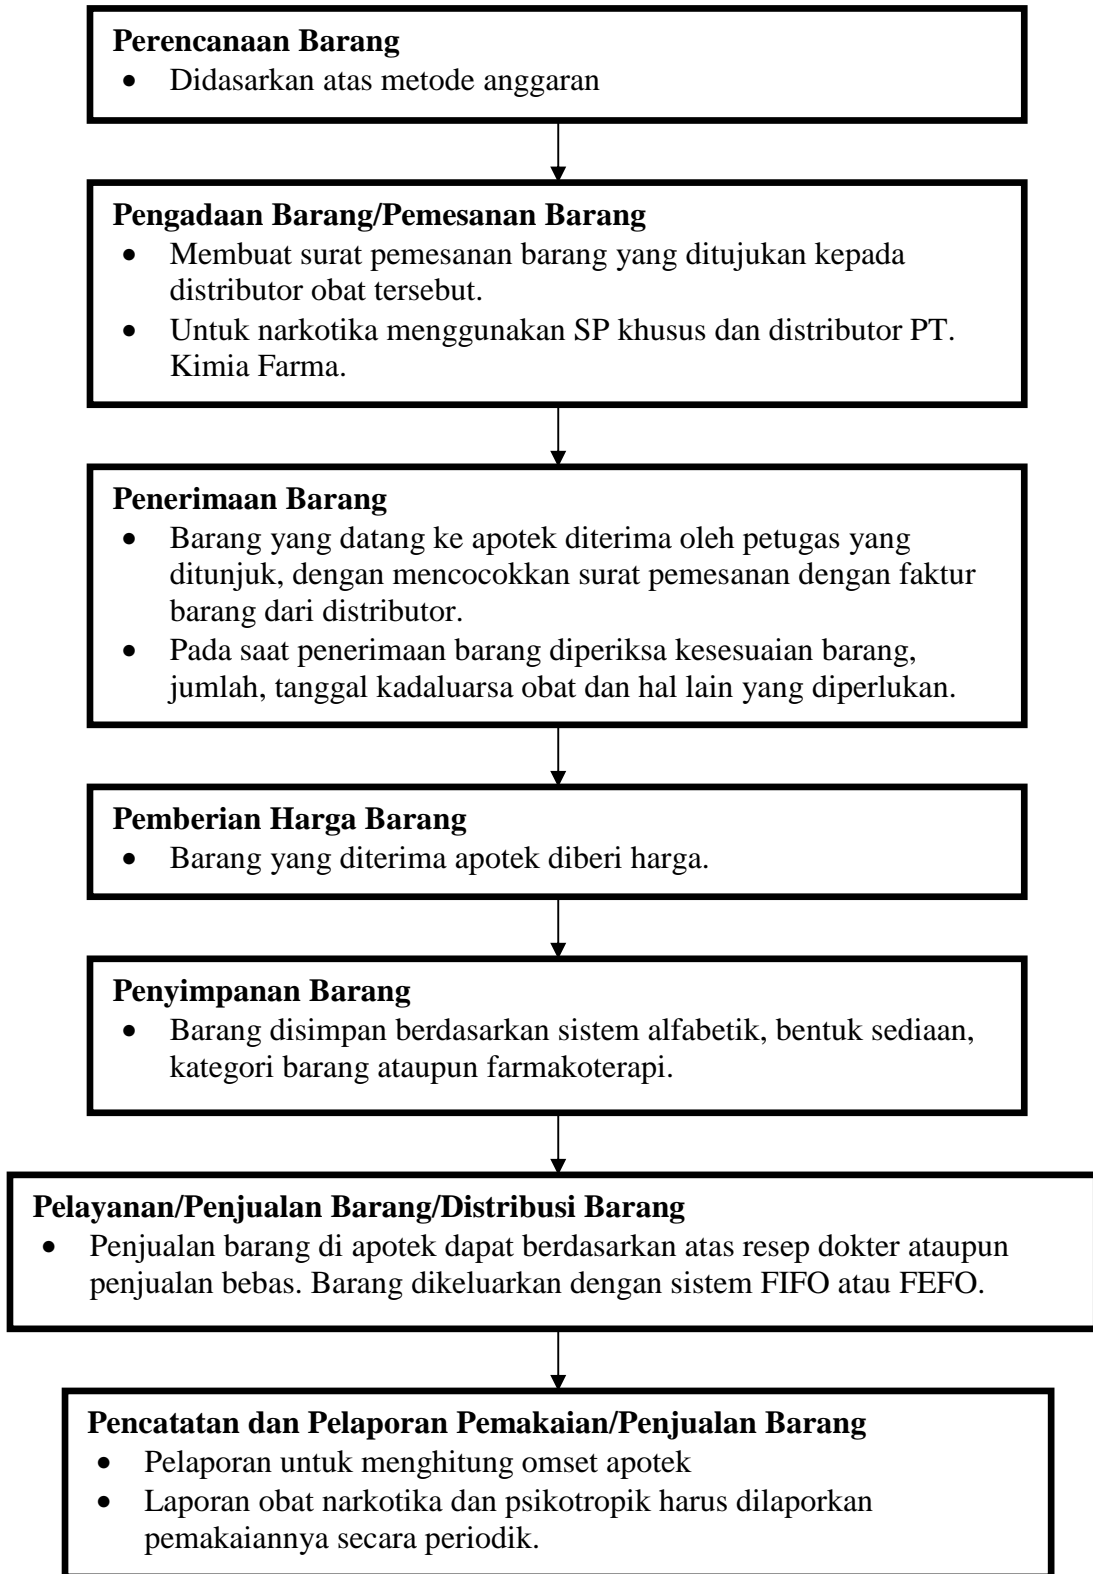 Perencanaan Barang
• Didasarkan atas metode anggaran
Pengadaan Barang/Pemesanan Barang
• Membuat surat pemesanan barang yang ditujukan kepada
distributor obat tersebut.
• Untuk narkotika menggunakan SP khusus dan distributor PT.
Kimia Farma.
Penerimaan Barang
• Barang yang datang ke apotek diterima oleh petugas yang
ditunjuk, dengan mencocokkan surat pemesanan dengan faktur
barang dari distributor.
• Pada saat penerimaan barang diperiksa kesesuaian barang,
jumlah, tanggal kadaluarsa obat dan hal lain yang diperlukan.
Pemberian Harga Barang
• Barang yang diterima apotek diberi harga.
Penyimpanan Barang
• Barang disimpan berdasarkan sistem alfabetik, bentuk sediaan,
kategori barang ataupun farmakoterapi.
Pelayanan/Penjualan Barang/Distribusi Barang
• Penjualan barang di apotek dapat berdasarkan atas resep dokter ataupun
penjualan bebas. Barang dikeluarkan dengan sistem FIFO atau FEFO.
Pencatatan dan Pelaporan Pemakaian/Penjualan Barang
• Pelaporan untuk menghitung omset apotek
• Laporan obat narkotika dan psikotropik harus dilaporkan
pemakaiannya secara periodik.